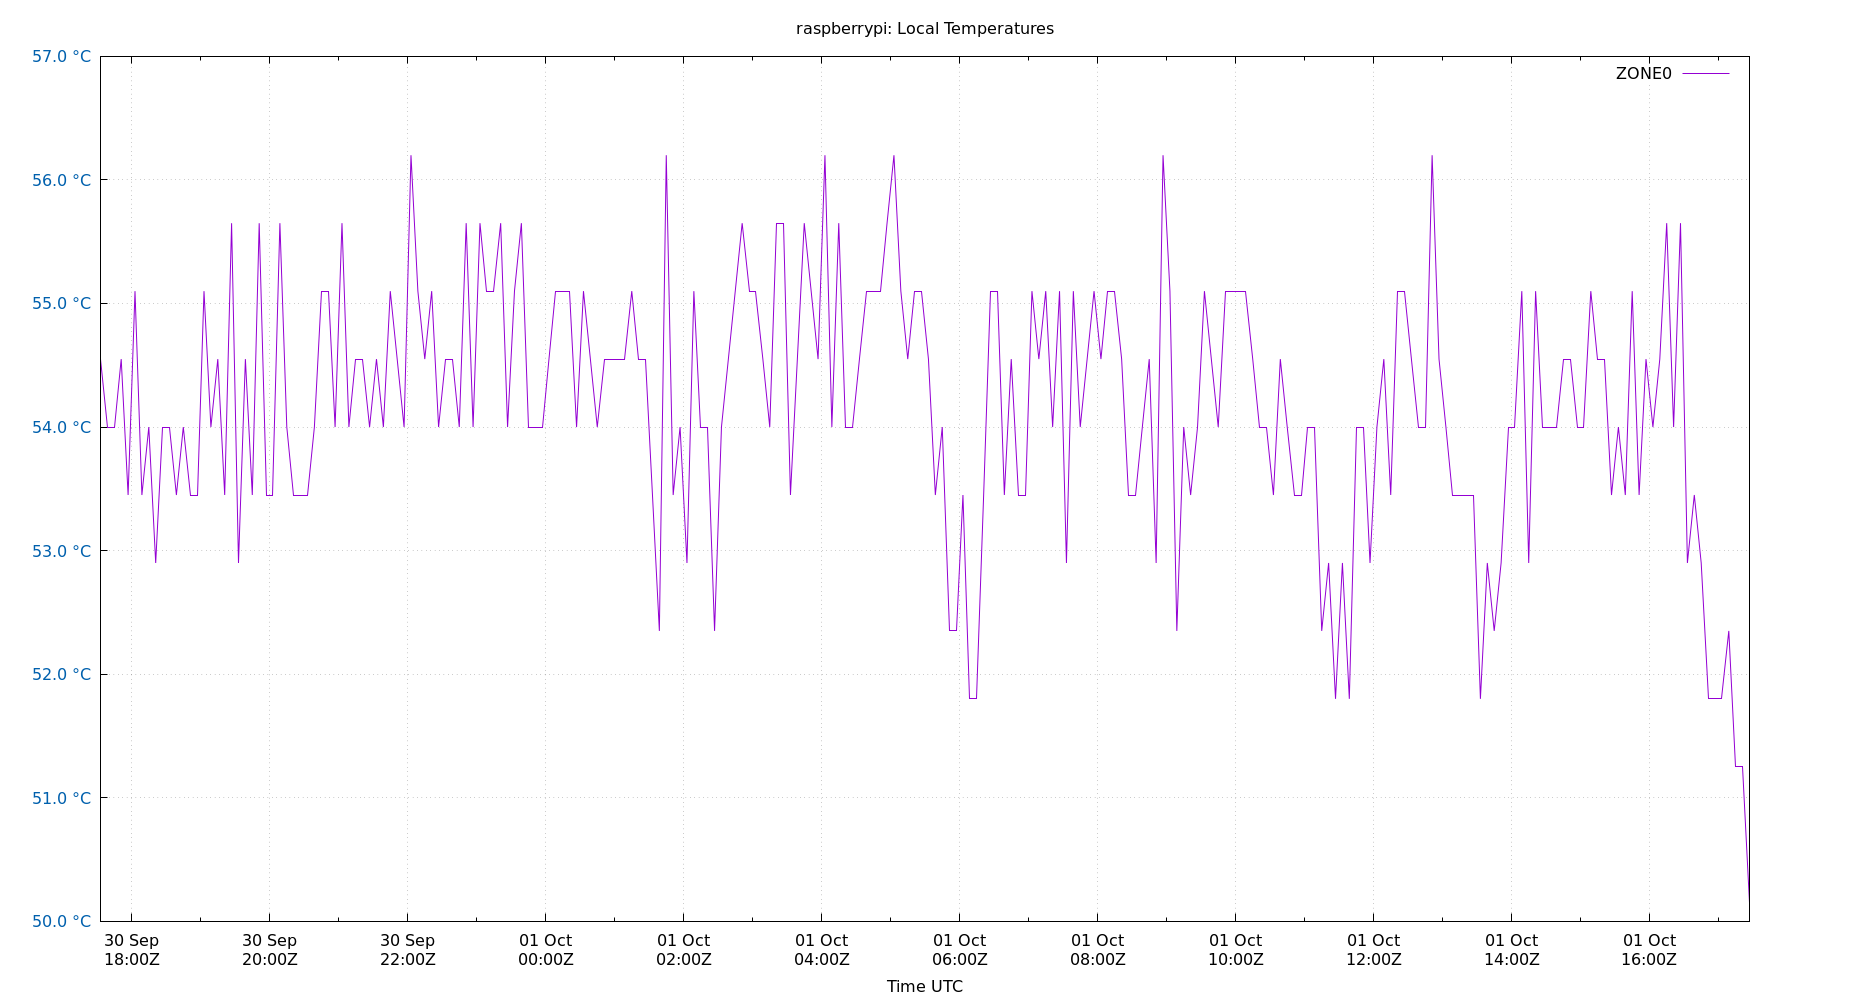 raspberrypi: Local Temperatures
57.0 °C
ZONE0
56.0 °C
55.0 °C
54.0 °C
53.0 °C
52.0 °C
51.0 °C
50.0 °C
30 Sep 30 Sep 30 Sep 01 Oct 01 Oct 01 Oct 01 Oct 01 Oct 01 Oct 01 Oct 01 Oct 01 Oct
18:00Z 20:00Z 22:00Z 00:00Z 02:00Z 04:00Z 06:00Z 08:00Z 10:00Z 12:00Z 14:00Z 16:00Z
Time UTC